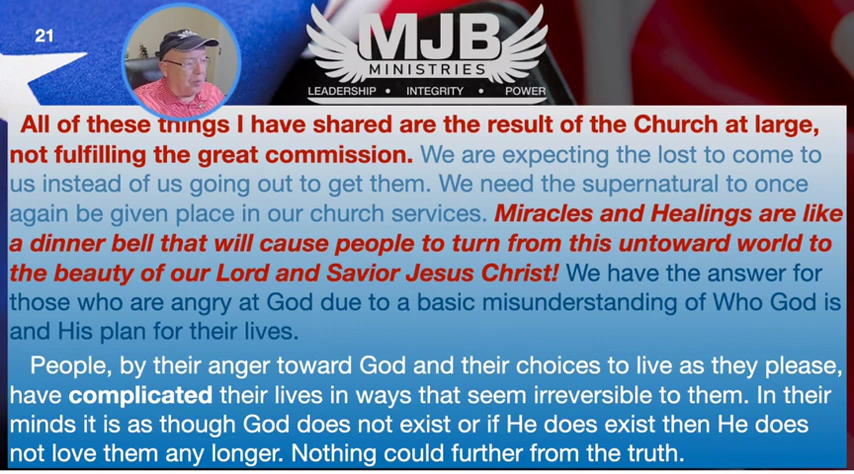 21
MJB
MINISTRIES
LEADERSHIP • INTEGRITY • POWER
All of these things I have shared are the result of the Church at large,
not fulfilling the great commission. We are expecting the lost to come to
us instead of us going out to get them. We need the supernatural to once
again be given place in our church services. Miracles and Healings are like
a dinner bell that will cause people to turn from this untoward world to
the beauty of our Lord and Savior Jesus Christ! We have the answer for
those who are angry at God due to a basic misunderstanding of Who God is
and His plan for their lives.
People, by their anger toward God and their choices to live as they please,
have complicated their lives in ways that seem irreversible to them. In their
minds it is as though God does not exist or if He does exist then He does
not love them any longer. Nothing could further from the truth.